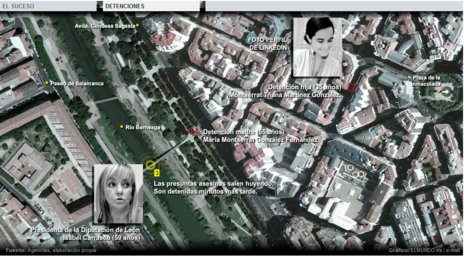 EL SUCESO
DETENCIONES
Avda. Condesa Sagasta
FOTO PERFIL
DE LINKEDIN
Plaza de la
Inmaculada
Paseo de Salamanca
Detención hija (35 años)
Montserrat Triana Martínez González.
Río Bernesga
Detención madre (55 años)
María Montserrat González Fernández
3
Las presuntas asesinas salen huyendo.
Son detenidas minutos más tarde.
Presidenta de la Diputación de León
Isabel Carrasco (59 años)
Fuente: Agencias, elaboración propia
Gráfico: ELMUNDO.es | e-mail